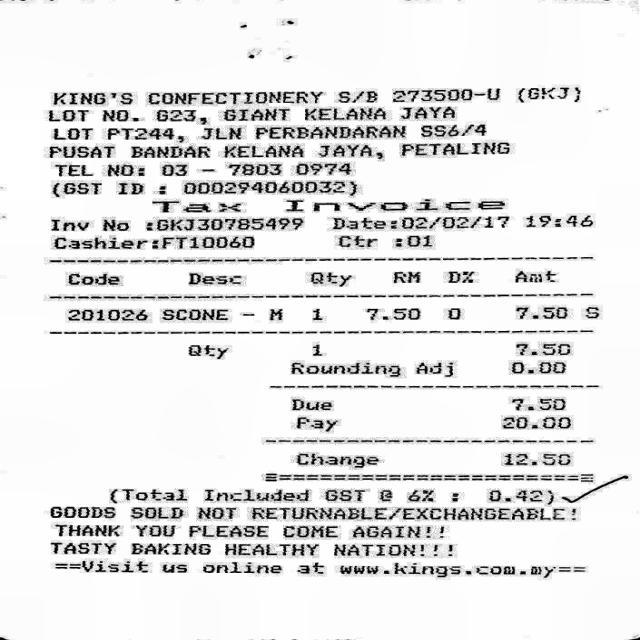 KING'S CONFECTIONERY S/B 273500-U (GKJ)
LOT NO. G23, GIANT KELANA JAYA
LOT PT244, JLN PERBANDARAN SS6/4
PUSAT BANDAR KELANA JAYA, PETALING
TEL NO: 03 - 7803 0974
(GST ID : 000294060032)
Tax Invoice
Inv No :GKJ30785499 Date:02/02/17 19:46
Cashier:FT10060 Ctr :01
Code Desc Qty RM D% Amt
201026 SCONE - M 1 7.50 0 7.50 S
Qty 1 7.50
Rounding Adj 0.00
Due 7.50
Pay 20.00
Change 12.50
(Total Included GST @ 6% : 0.42)
GOODS SOLD NOT RETURNABLE/EXCHANGEABLE!
THANK YOU PLEASE COME AGAIN!!
TASTY BAKING HEALTHY NATION!!!
==Visit us online at www.kings.com.my==